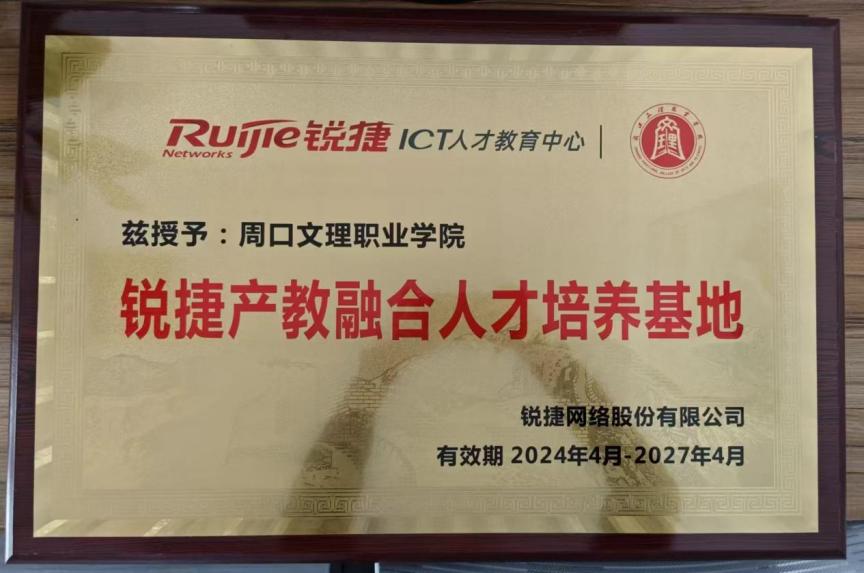 Ruijie锐捷 ICT人才教育中心
Networks
文理
兹授予：周口文理职业学院
锐捷产教融合人才培养基地
锐捷网络股份有限公司
有效期 2024年4月-2027年4月